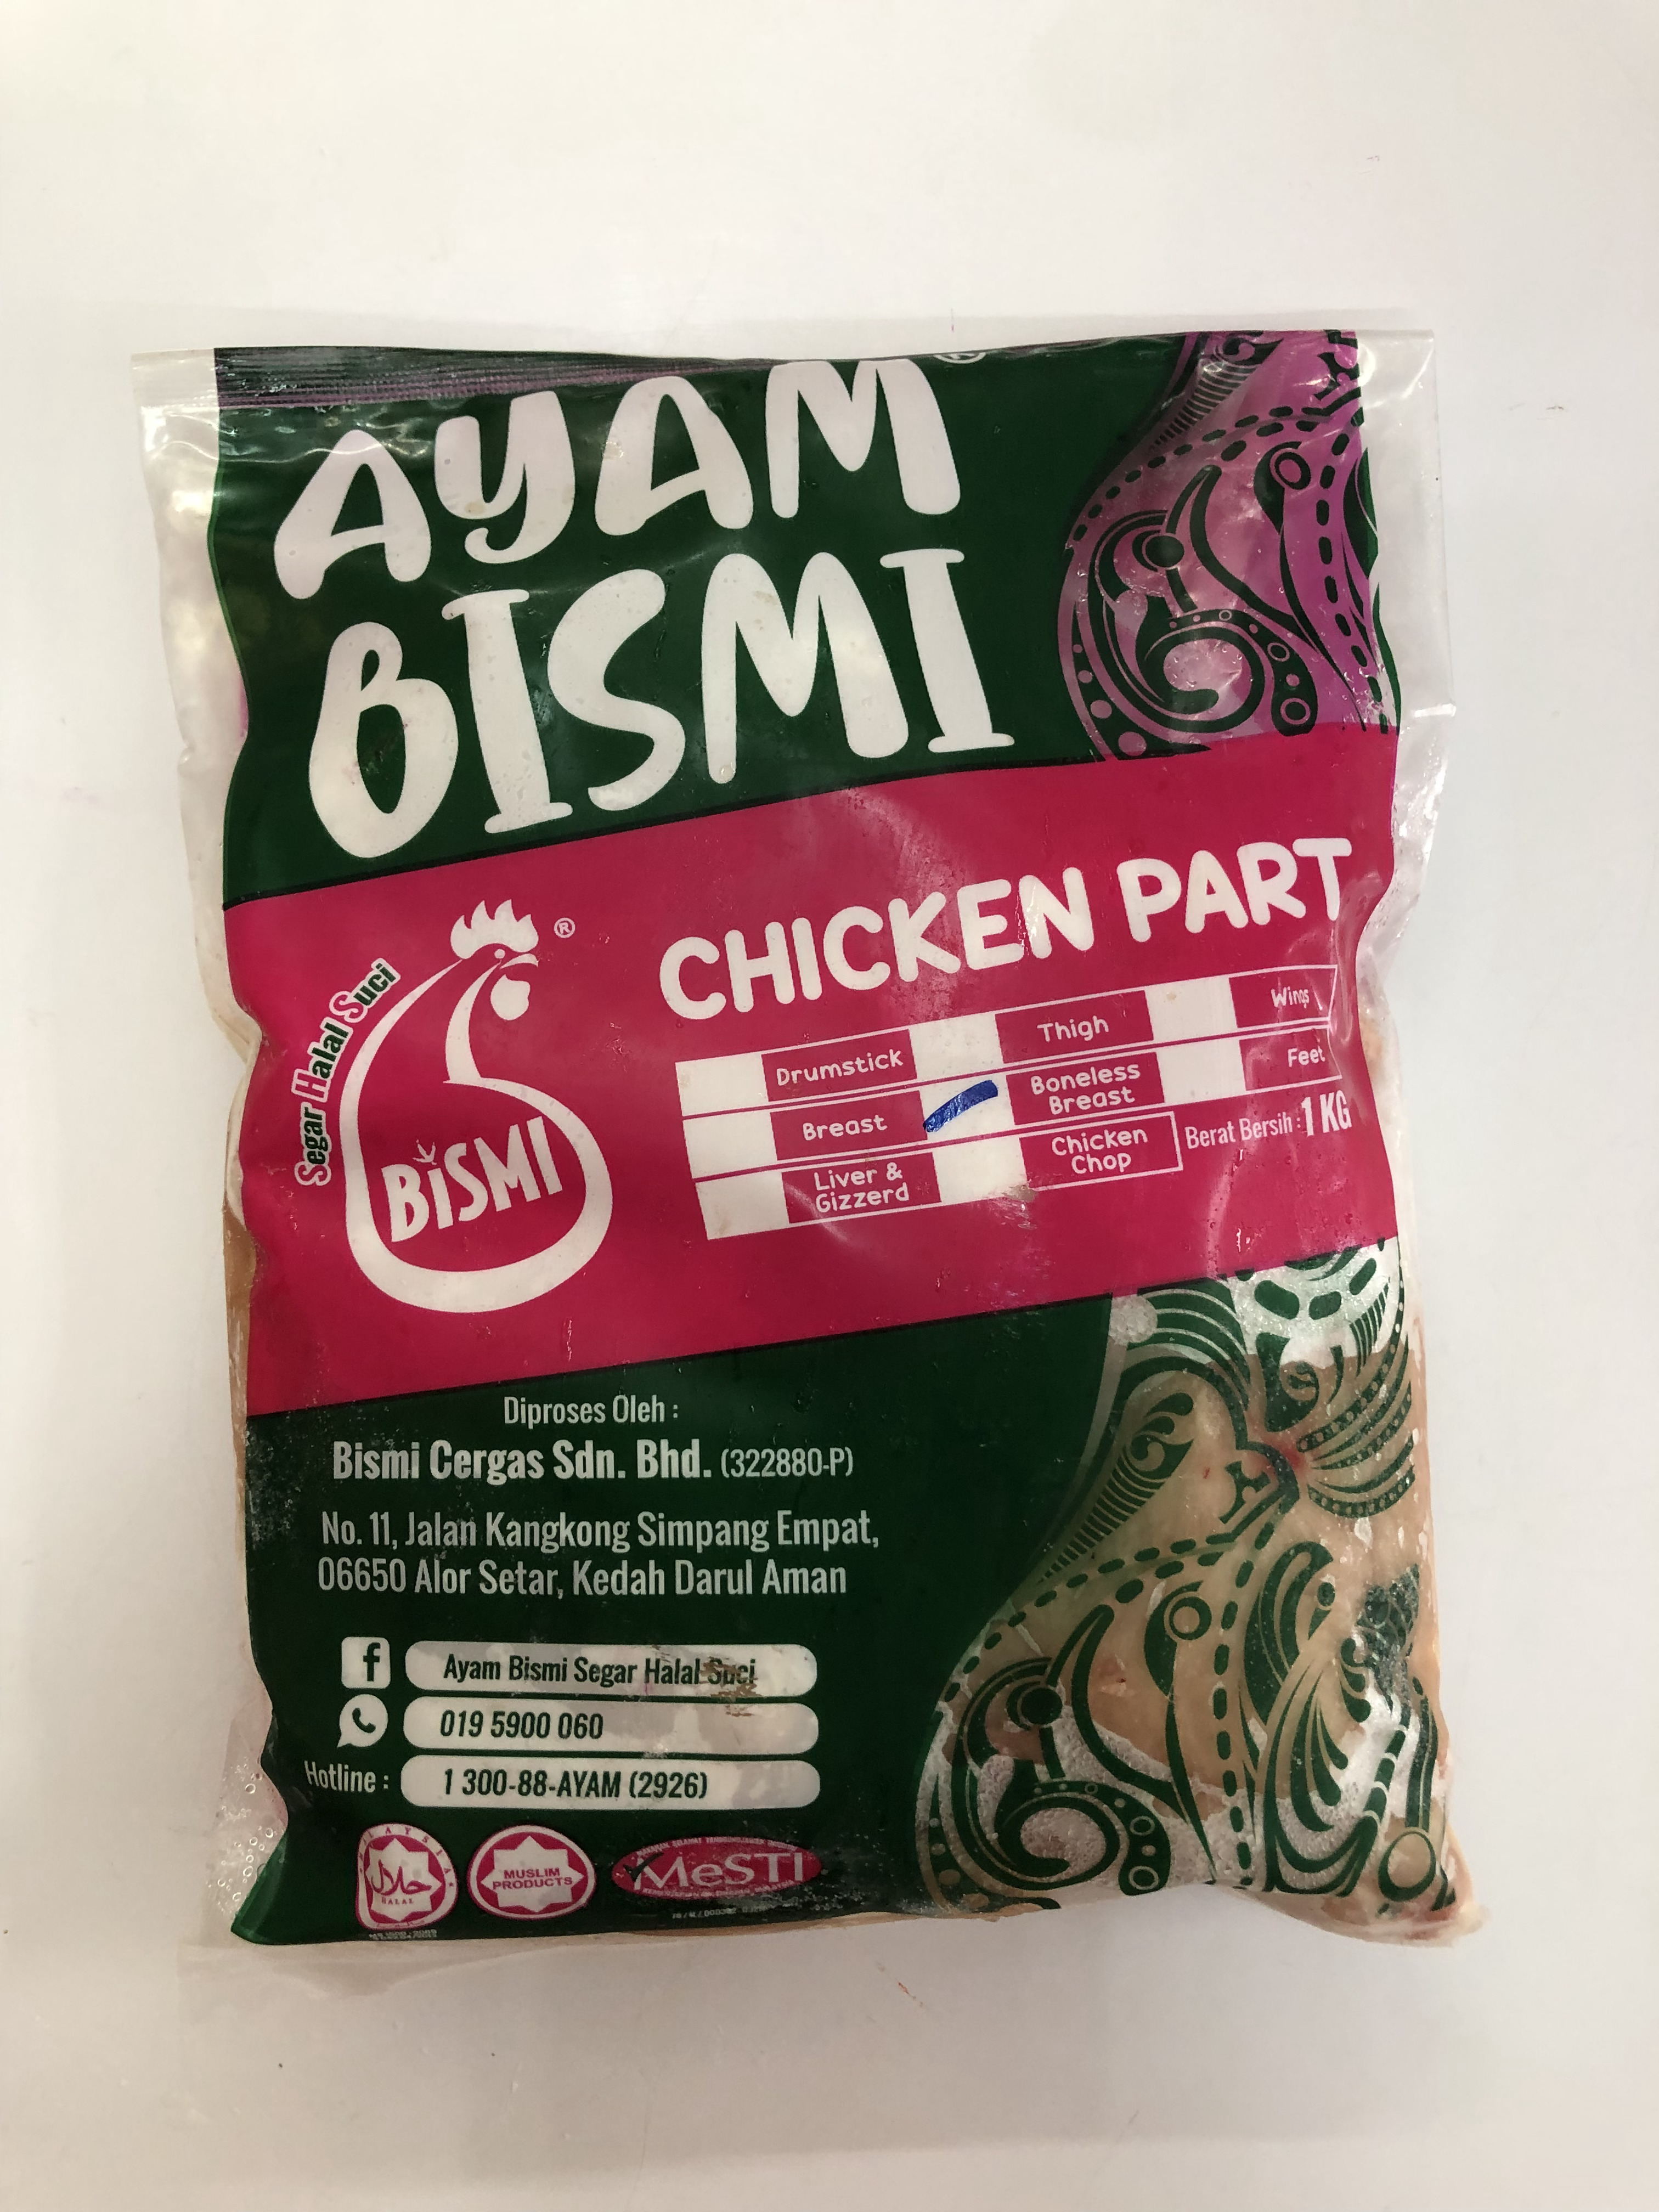 AYAM
BISMI
Segar Halal Suci
®
BISMI
CHICKEN PART
Drumstick
Thigh
Wings
Breast
Boneless
Breast
Feet
Liver &
Gizzerd
Chicken
Chop
Berat Bersih : 1 KG
Diproses Oleh :
Bismi Cergas Sdn. Bhd. (322880-P)
No. 11, Jalan Kangkong Simpang Empat,
06650 Alor Setar, Kedah Darul Aman
f
Ayam Bismi Segar Halal Suci
019 5900 060
Hotline : 1 300-88-AYAM (2926)
MALAYSIA
حلال
HALAL
MUSLIM
PRODUCTS
MeSTI